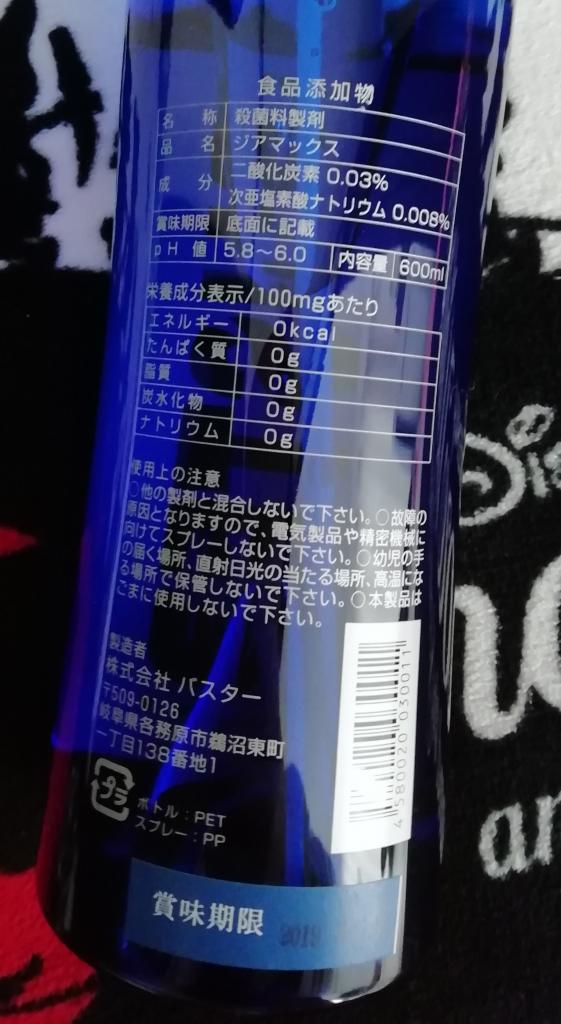 食品添加物
名称 殺菌料製剤
品名 ジアマックス
成分 二酸化炭素 0.03%
次亜塩素酸ナトリウム 0.008%
賞味期限 底面に記載
pH値 5.8～6.0 内容量 600ml
栄養成分表示/100mgあたり
エネルギー 0kcal
たんぱく質 0g
脂質 0g
炭水化物 0g
ナトリウム 0g
使用上の注意
○他の製剤と混合しないで下さい。○故障の
原因となりますので、電気製品や精密機械に
向けてスプレーしないで下さい。○幼児の手
の届く場所、直射日光の当たる場所、高温にな
る場所で保管しないで下さい。○本製品は
ごまに使用しないで下さい。
製造者
株式会社 バスター
〒509-0126
岐阜県各務原市鵜沼東町
一丁目138番地1
プラ
ボトル：PET
スプレー：PP
4 580020 030011
賞味期限 2019
Dis
an